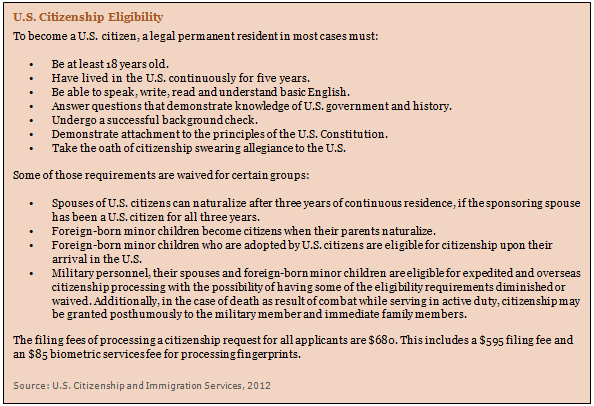 U.S. Citizenship Eligibility
To become a U.S. citizen, a legal permanent resident in most cases must:
• Be at least 18 years old.
• Have lived in the U.S. continuously for five years.
• Be able to speak, write, read and understand basic English.
• Answer questions that demonstrate knowledge of U.S. government and history.
• Undergo a successful background check.
• Demonstrate attachment to the principles of the U.S. Constitution.
• Take the oath of citizenship swearing allegiance to the U.S.
Some of those requirements are waived for certain groups:
• Spouses of U.S. citizens can naturalize after three years of continuous residence, if the sponsoring spouse
has been a U.S. citizen for all three years.
• Foreign-born minor children become citizens when their parents naturalize.
• Foreign-born minor children who are adopted by U.S. citizens are eligible for citizenship upon their
arrival in the U.S.
• Military personnel, their spouses and foreign-born minor children are eligible for expedited and overseas
citizenship processing with the possibility of having some of the eligibility requirements diminished or
waived. Additionally, in the case of death as result of combat while serving in active duty, citizenship may
be granted posthumously to the military member and immediate family members.
The filing fees of processing a citizenship request for all applicants are $680. This includes a $595 filing fee and
an $85 biometric services fee for processing fingerprints.
Source: U.S. Citizenship and Immigration Services, 2012